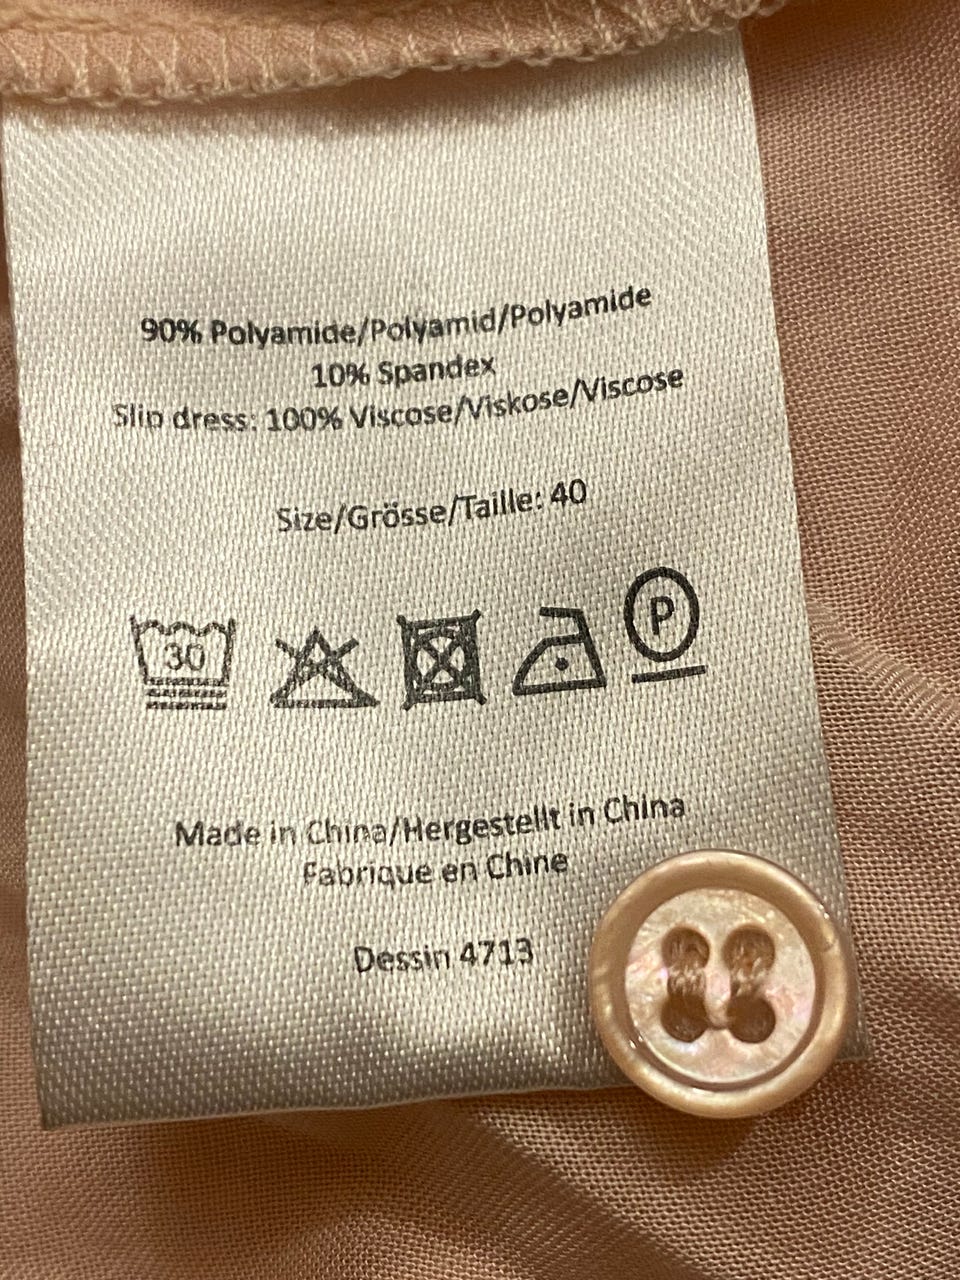 90% Polyamide/Polyamid/Polyamide
10% Spandex
Slip dress: 100% Viscose/Viskose/Viscose
Size/Grösse/Taille: 40
30
A
P
Made in China/Hergestellt in China
Fabrique en Chine
Dessin 4713